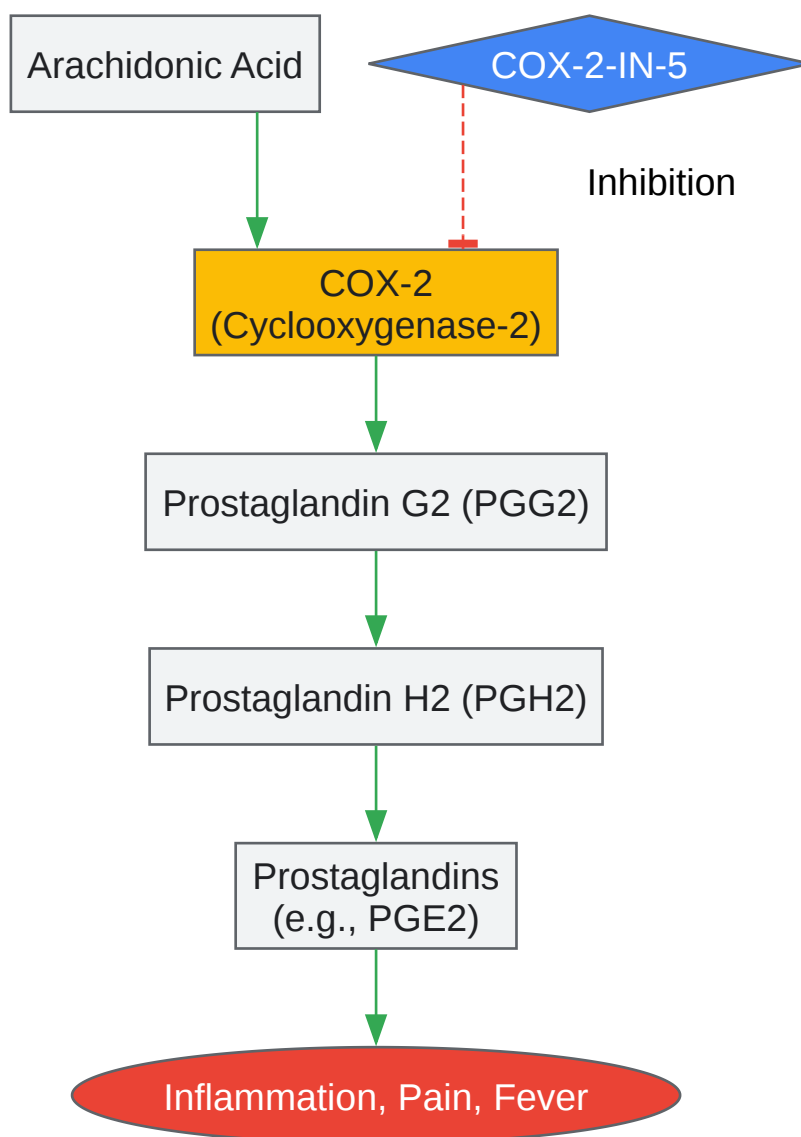 Arachidonic Acid
COX-2-IN-5
Inhibition
COX-2
(Cyclooxygenase-2)
Prostaglandin G2 (PGG2)
Prostaglandin H2 (PGH2)
Prostaglandins
(e.g., PGE2)
Inflammation, Pain, Fever